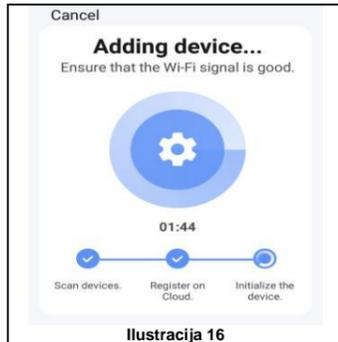 Cancel
Adding device...
Ensure that the Wi-Fi signal is good.
01:44
Scan devices.
Register on
Cloud.
Initialize the
device.
Ilustracija 16